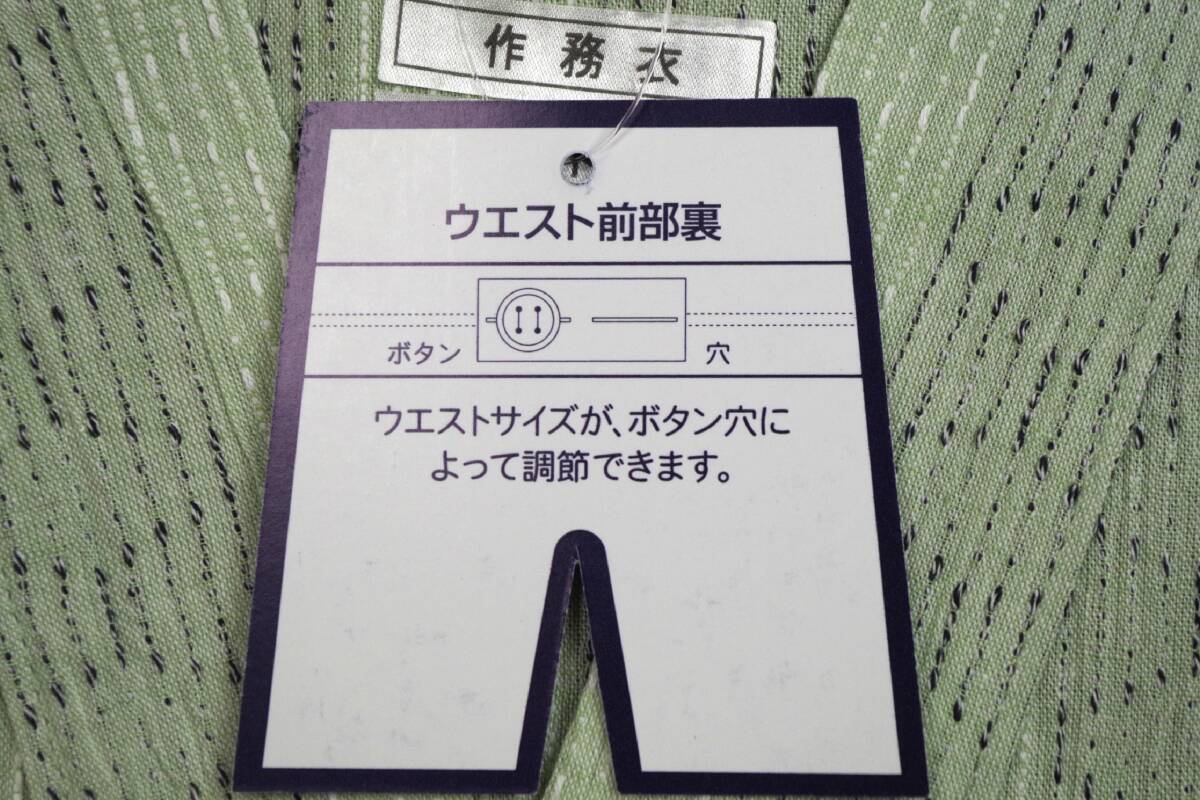 作務衣
ウエスト前部裏
ボタン 穴
ウエストサイズが、ボタン穴に
よって調節できます。